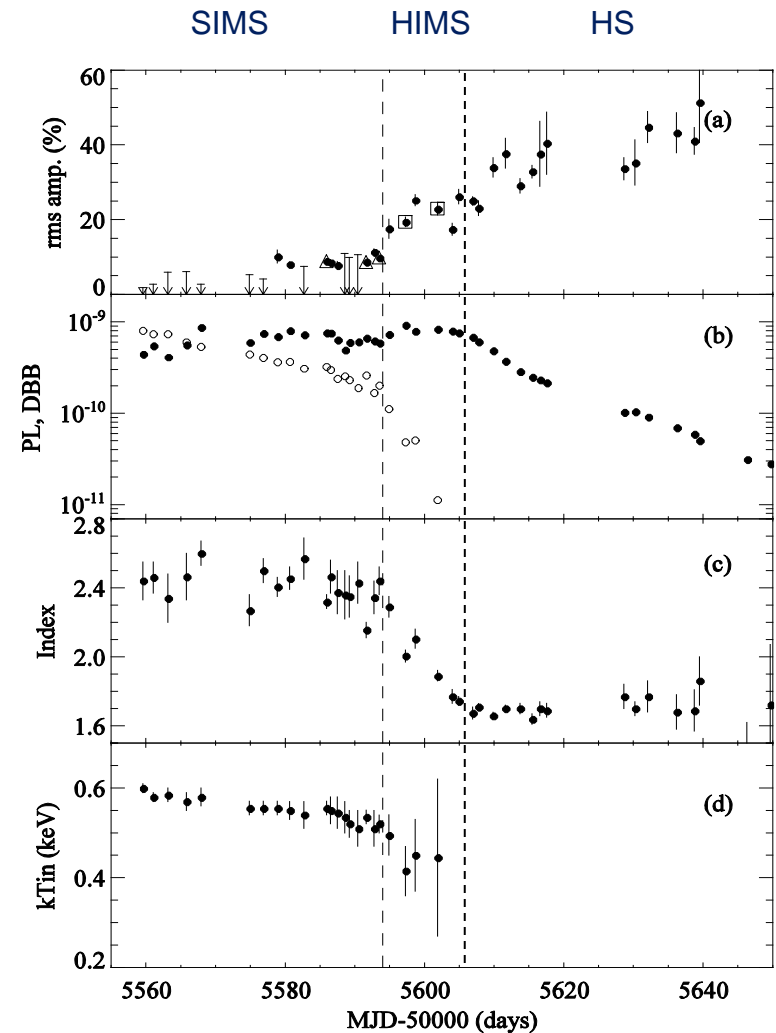 SIMS HIMS HS
60
(a)
40
rms amp. (%)
20
0
10-9
(b)
PL, DBB
10-10
10-11
2.8
(c)
2.4
Index
2.0
1.6
(d)
0.6
kTin (keV)
0.4
0.2
5560 5580 5600 5620 5640
MJD-50000 (days)